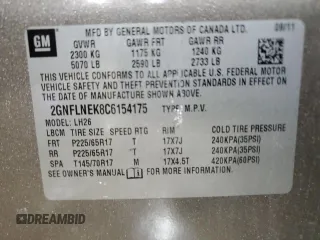 GM
MFD BY GENERAL MOTORS OF CANADA LTD.
09/11
GVWR GAWR FRT GAWR RR
2300 KG 1175 KG 1240 KG
5070 LB 2590 LB 2733 LB
THIS VEHICLE CONFORMS TO ALL APPLICABLE U.S. FEDERAL MOTOR VEHICLE SAFETY AND THEFT PREVENTION STANDARDS IN EFFECT ON THE DATE OF MANUFACTURE SHOWN ABOVE.
2GNFLNEK8C6154175 TYPE: M.P.V.
MODEL: LH26
LBCM TIRE SIZE SPEED RTG RIM COLD TIRE PRESSURE
FRT P225/65R17 T 17X7J 240KPA(35PSI)
RR P225/65R17 T 17X7J 240KPA(35PSI)
SPA T145/70R17 M 17X4.5T 420KPA(60PSI)
SEE OWNER'S MANUAL FOR ADDITIONAL INFORMATION.
DREAMBID